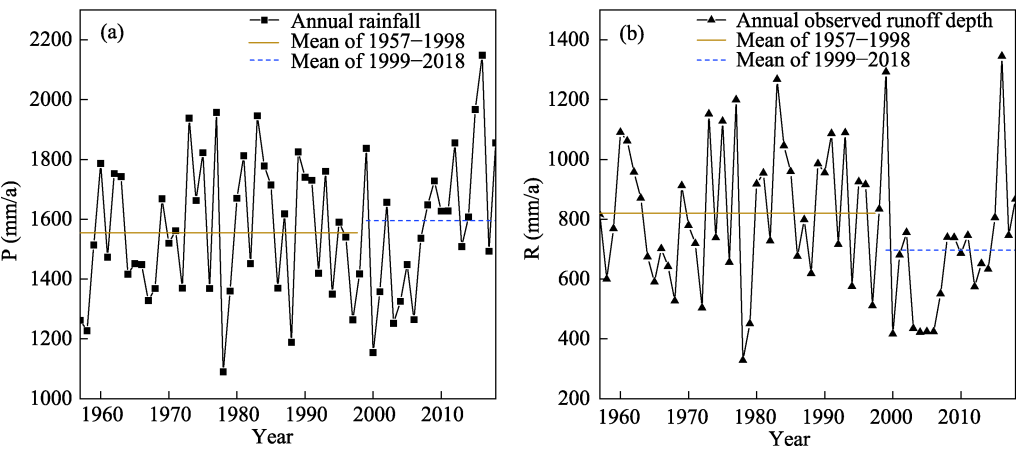 (a)
Annual rainfall
Mean of 1957−1998
Mean of 1999−2018
P (mm/a)
2200
2000
1800
1600
1400
1200
1000
1960 1970 1980 1990 2000 2010
Year
(b)
Annual observed runoff depth
Mean of 1957−1998
Mean of 1999−2018
R (mm/a)
1400
1200
1000
800
600
400
200
1960 1970 1980 1990 2000 2010
Year